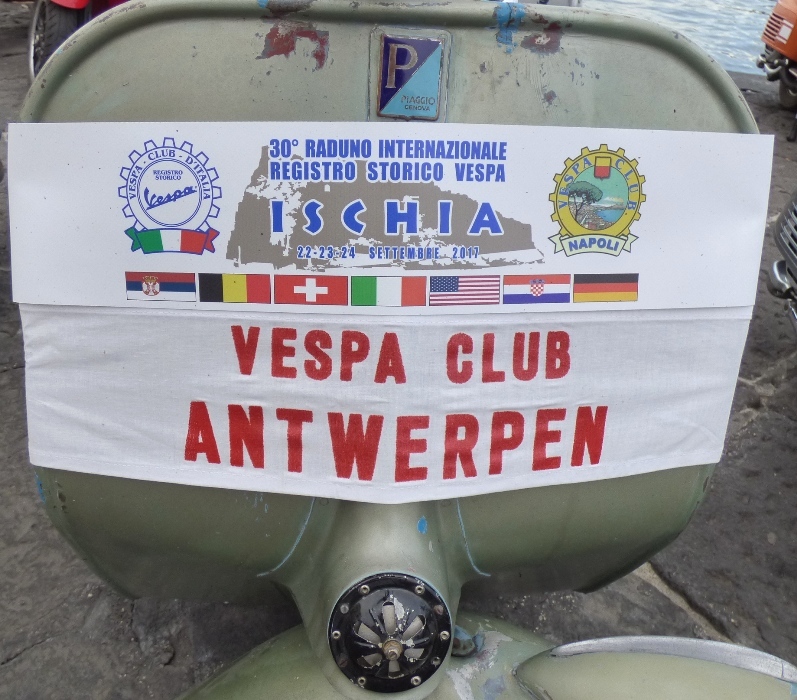 P
PIAGGIO
GENOVA
VESPA - CLUB - D'ITALIA
REGISTRO
STORICO
Vespa
30° RADUNO INTERNAZIONALE
REGISTRO STORICO VESPA
ISCHIA
22-23-24 SETTEMBRE 2017
VESPA CLUB
NAPOLI
VESPA CLUB
ANTWERPEN